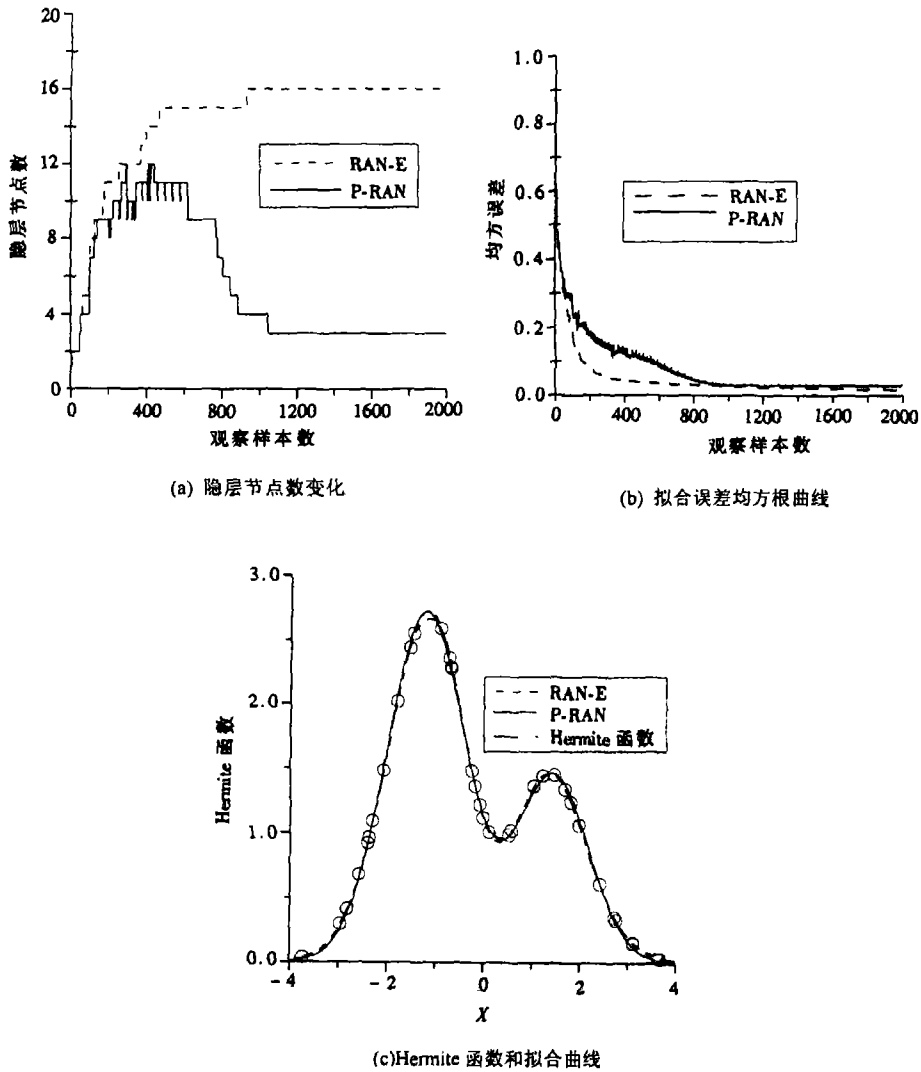 20
16
12
8
4
0
隐层节点数
RAN-E
P-RAN
0 400 800 1200 1600 2000
观察样本数
(a) 隐层节点数变化
1.0
0.8
0.6
0.4
0.2
0.0
均方误差
RAN-E
P-RAN
0 400 800 1200 1600 2000
观察样本数
(b) 拟合误差均方根曲线
3.0
2.0
1.0
0.0
Hermite 函数
RAN-E
P-RAN
Hermite 函数
-4 -2 0 2 4
X
(c)Hermite 函数和拟合曲线